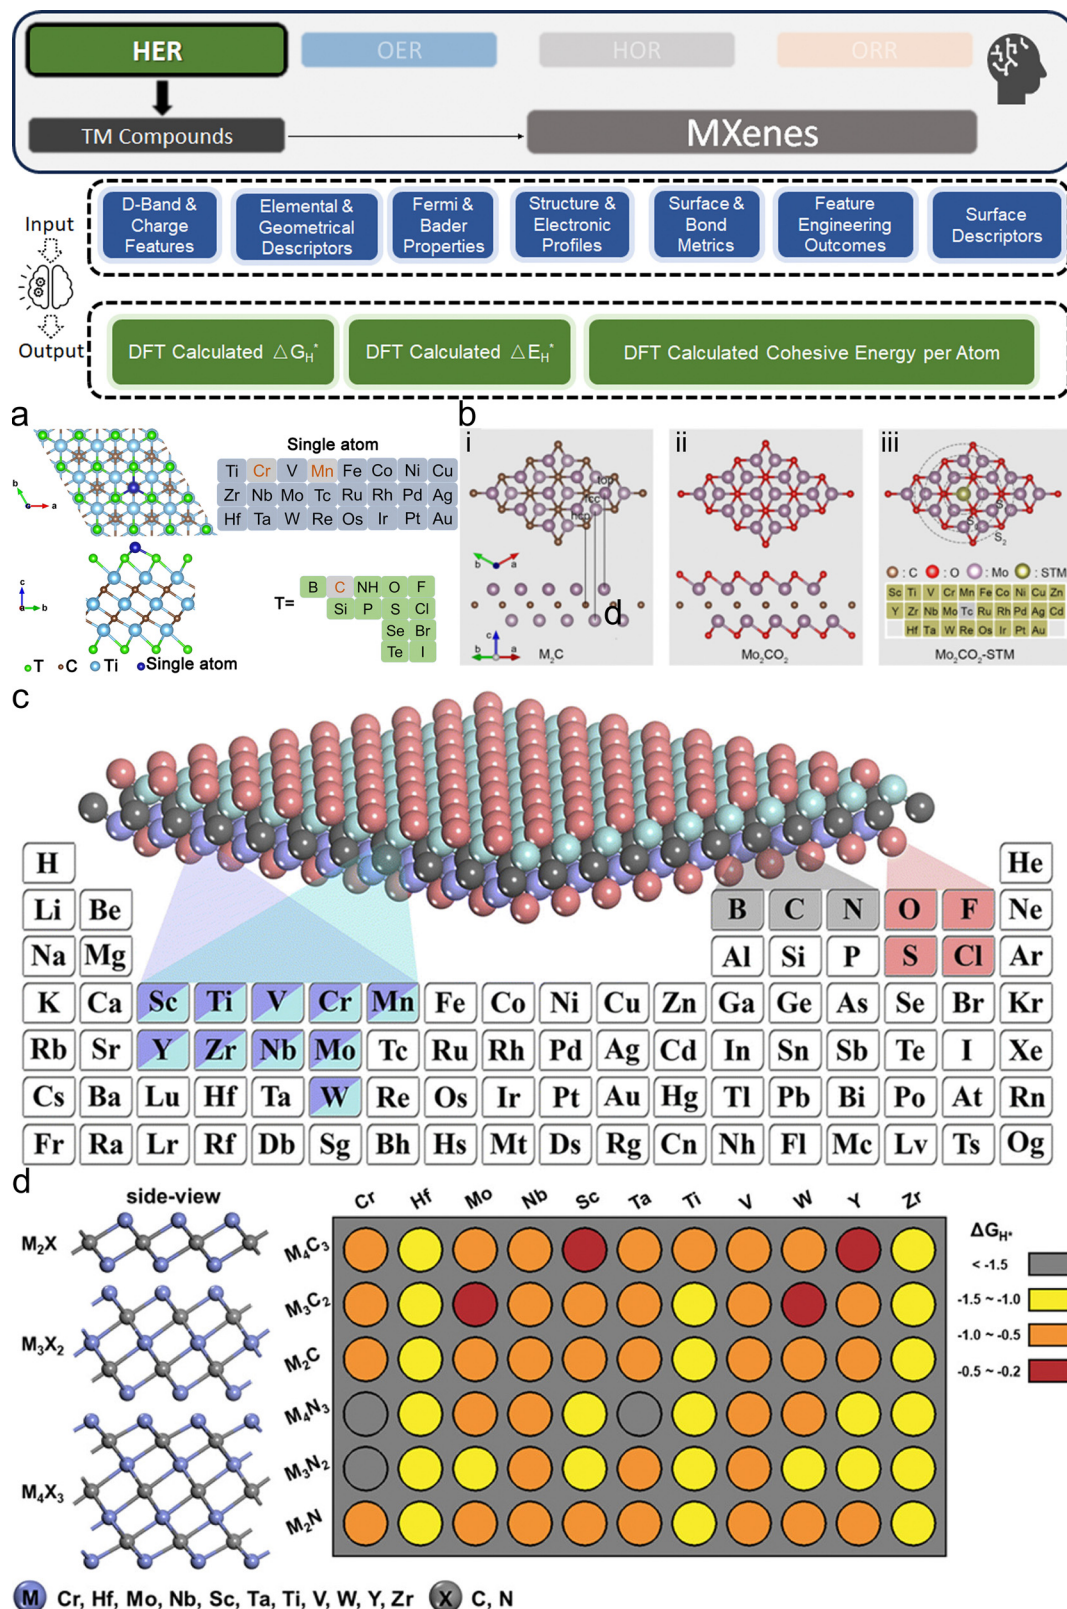 HER
OER
HOR
ORR
TM Compounds
MXenes
Input
Output
D-Band &
Charge
Features
Elemental &
Geometrical
Descriptors
Fermi &
Bader
Properties
Structure &
Electronic
Profiles
Surface &
Bond
Metrics
Feature
Engineering
Outcomes
Surface
Descriptors
DFT Calculated △G_H*
DFT Calculated △E_H*
DFT Calculated Cohesive Energy per Atom
a
b
a
Single atom
Ti Cr V Mn Fe Co Ni Cu
Zr Nb Mo Tc Ru Rh Pd Ag
Hf Ta W Re Os Ir Pt Au
c
a
b
T=
B C NH O F
Si P S Cl
Se Br
Te I
T C Ti Single atom
b
i
top
fcc
hcp
b
a
d
c
b
a
M₂C
ii
Mo₂CO₂
iii
S
S₁
S₂
: C : O : Mo : STM
Sc Ti V Cr Mn Fe Co Ni Cu Zn
Y Zr Nb Mo Tc Ru Rh Pd Ag Cd
Hf Ta W Re Os Ir Pt Au
Mo₂CO₂-STM
c
H He
Li Be B C N O F Ne
Na Mg Al Si P S Cl Ar
K Ca Sc Ti V Cr Mn Fe Co Ni Cu Zn Ga Ge As Se Br Kr
Rb Sr Y Zr Nb Mo Tc Ru Rh Pd Ag Cd In Sn Sb Te I Xe
Cs Ba Lu Hf Ta W Re Os Ir Pt Au Hg Tl Pb Bi Po At Rn
Fr Ra Lr Rf Db Sg Bh Hs Mt Ds Rg Cn Nh Fl Mc Lv Ts Og
d
side-view
M₂X
M₃X₂
M₄X₃
Cr Hf Mo Nb Sc Ta Ti V W Y Zr
M₄C₃
M₃C₂
M₂C
M₄N₃
M₃N₂
M₂N
ΔG_H*
< -1.5
-1.5 ~ -1.0
-1.0 ~ -0.5
-0.5 ~ -0.2
M Cr, Hf, Mo, Nb, Sc, Ta, Ti, V, W, Y, Zr X C, N